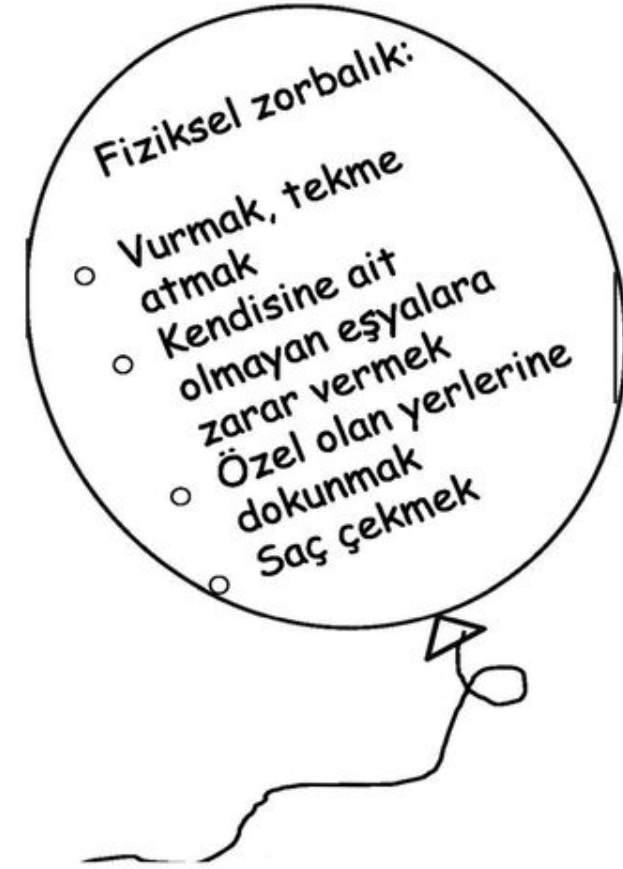 Fiziksel zorbalık:
Vurmak, tekme
atmak
Kendisine ait
olmayan eşyalara
zarar vermek
Özel olan yerlerine
dokunmak
Saç çekmek